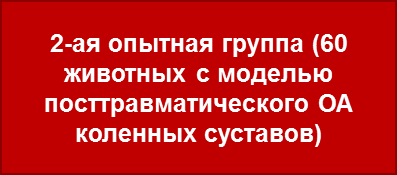 2-ая опытная группа (60
животных с моделью
посттравматического ОА
коленных суставов)